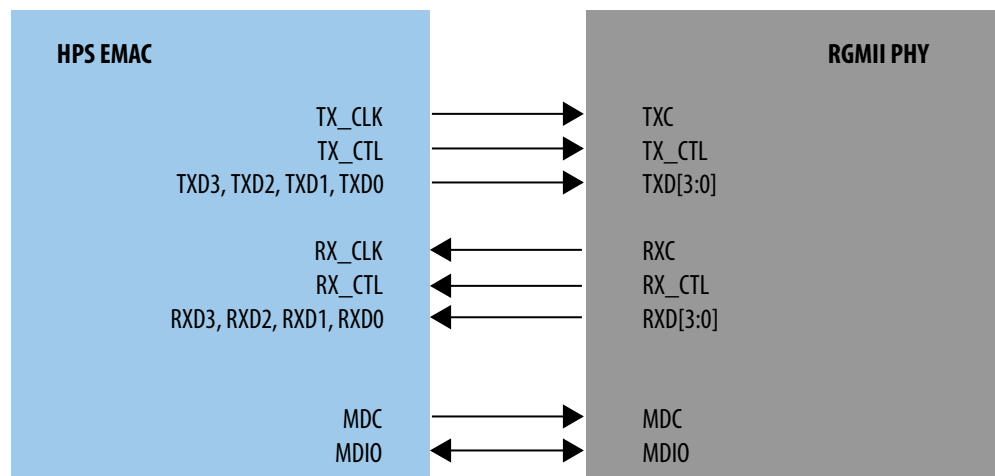 HPS EMAC RGMII PHY
TX_CLK TXC
TX_CTL TX_CTL
TXD3, TXD2, TXD1, TXD0 TXD[3:0]
RX_CLK RXC
RX_CTL RX_CTL
RXD3, RXD2, RXD1, RXD0 RXD[3:0]
MDC MDC
MDIO MDIO